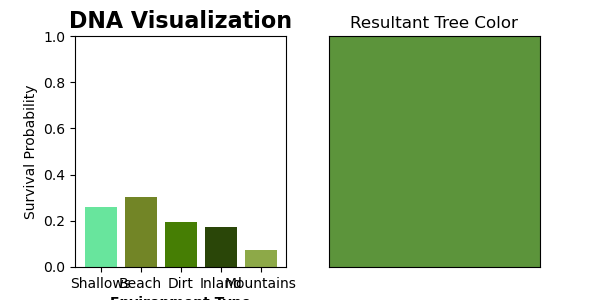 DNA Visualization
Resultant Tree Color
1.0
0.8
0.6
0.4
0.2
0.0
Survival Probability
Shallows Beach Dirt Inland Mountains
Environment Type